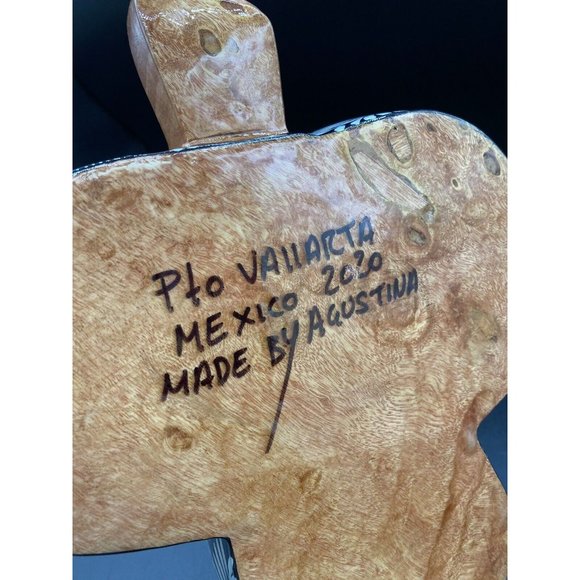 Pto VAllARTA
MEXICO 2020
MADE BY AGUSTINA